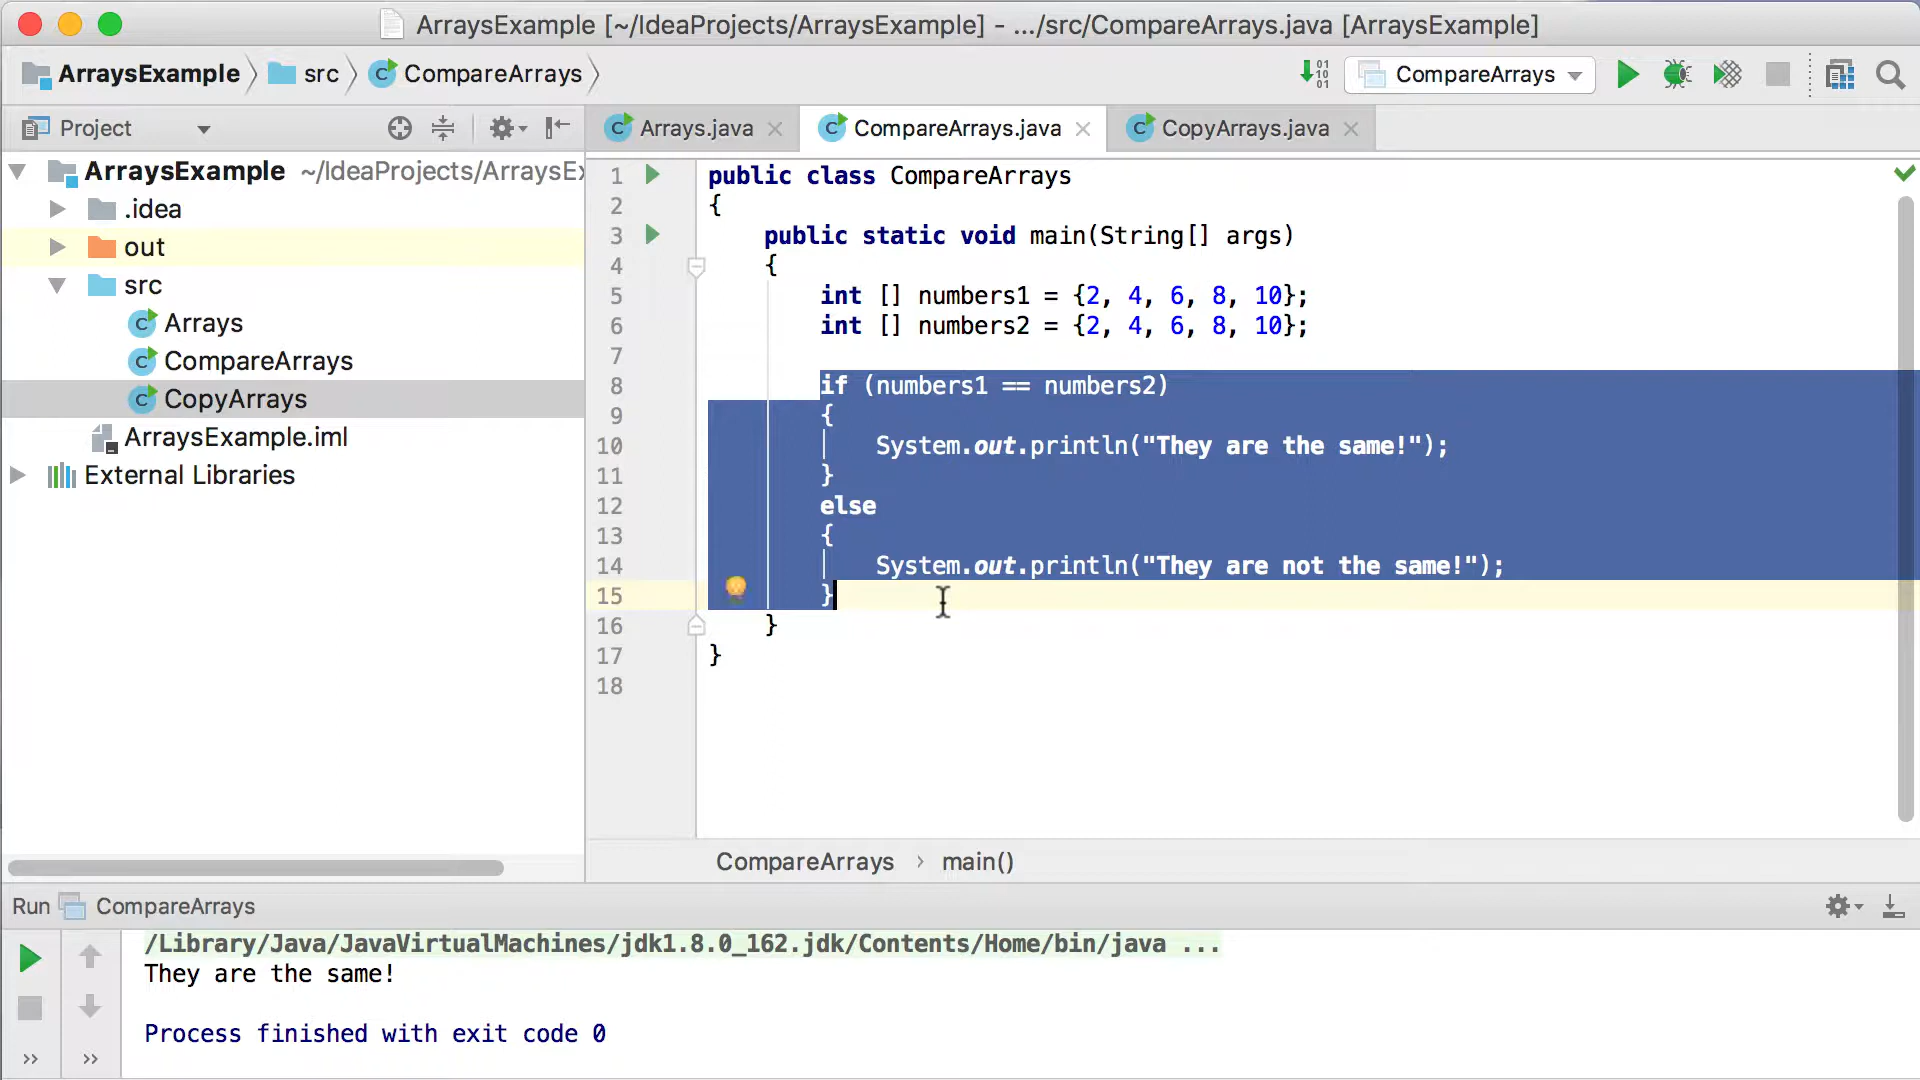 ArraysExample [~/IdeaProjects/ArraysExample] - .../src/CompareArrays.java [ArraysExample]
ArraysExample src CompareArrays
CompareArrays
Project
Arrays.java CompareArrays.java CopyArrays.java
ArraysExample ~/IdeaProjects/ArraysEx
.idea
out
src
Arrays
CompareArrays
CopyArrays
ArraysExample.iml
External Libraries
1 public class CompareArrays
2 {
3 public static void main(String[] args)
4 {
5 int [] numbers1 = {2, 4, 6, 8, 10};
6 int [] numbers2 = {2, 4, 6, 8, 10};
7
8 if (numbers1 == numbers2)
9 {
10 System.out.println("They are the same!");
11 }
12 else
13 {
14 System.out.println("They are not the same!");
15 }
16 }
17 }
18
CompareArrays › main()
Run CompareArrays
/Library/Java/JavaVirtualMachines/jdk1.8.0_162.jdk/Contents/Home/bin/java ...
They are the same!
Process finished with exit code 0